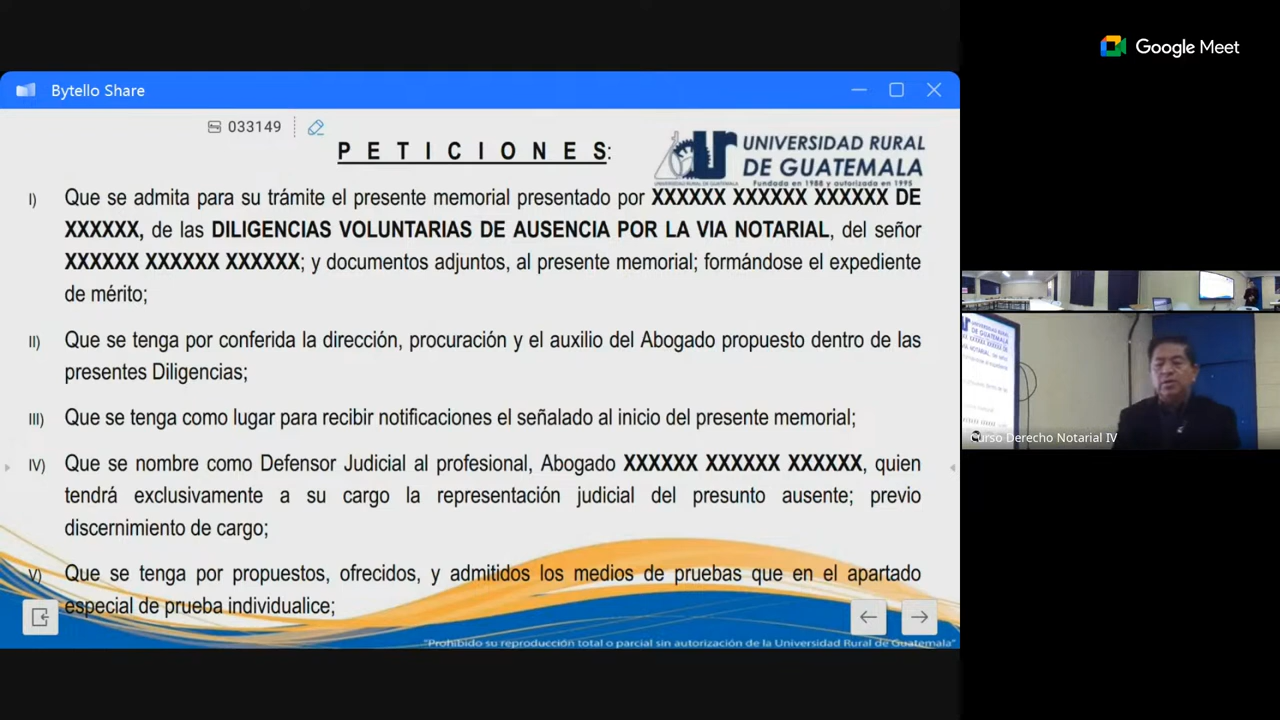 Google Meet
Bytello Share
033149
P E T I C I O N E S:
UNIVERSIDAD RURAL
DE GUATEMALA
Fundada en 1988 y autorizada en 1995
I) Que se admita para su trámite el presente memorial presentado por XXXXXX XXXXXX XXXXXX DE
XXXXXX, de las DILIGENCIAS VOLUNTARIAS DE AUSENCIA POR LA VIA NOTARIAL, del señor
XXXXXX XXXXXX XXXXXX; y documentos adjuntos, al presente memorial; formándose el expediente
de mérito;
II) Que se tenga por conferida la dirección, procuración y el auxilio del Abogado propuesto dentro de las
presentes Diligencias;
III) Que se tenga como lugar para recibir notificaciones el señalado al inicio del presente memorial;
IV) Que se nombre como Defensor Judicial al profesional, Abogado XXXXXX XXXXXX XXXXXX, quien
tendrá exclusivamente a su cargo la representación judicial del presunto ausente; previo
discernimiento de cargo;
V) Que se tenga por propuestos, ofrecidos, y admitidos los medios de pruebas que en el apartado
especial de prueba individualice;
"Prohibido su reproducción total o parcial sin autorización de la Universidad Rural de Guatemala"
Curso Derecho Notarial IV